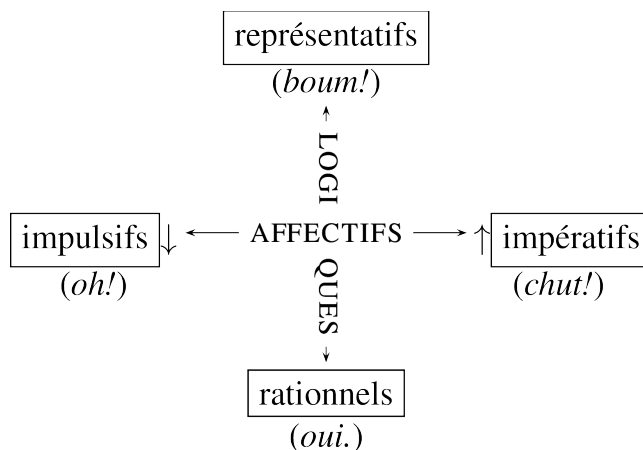 représentatifs
(boum!)
LOGI
impulsifs ↓ AFFECTIFS ↑ impératifs
(oh!) (chut!)
QUES
rationnels
(oui.)